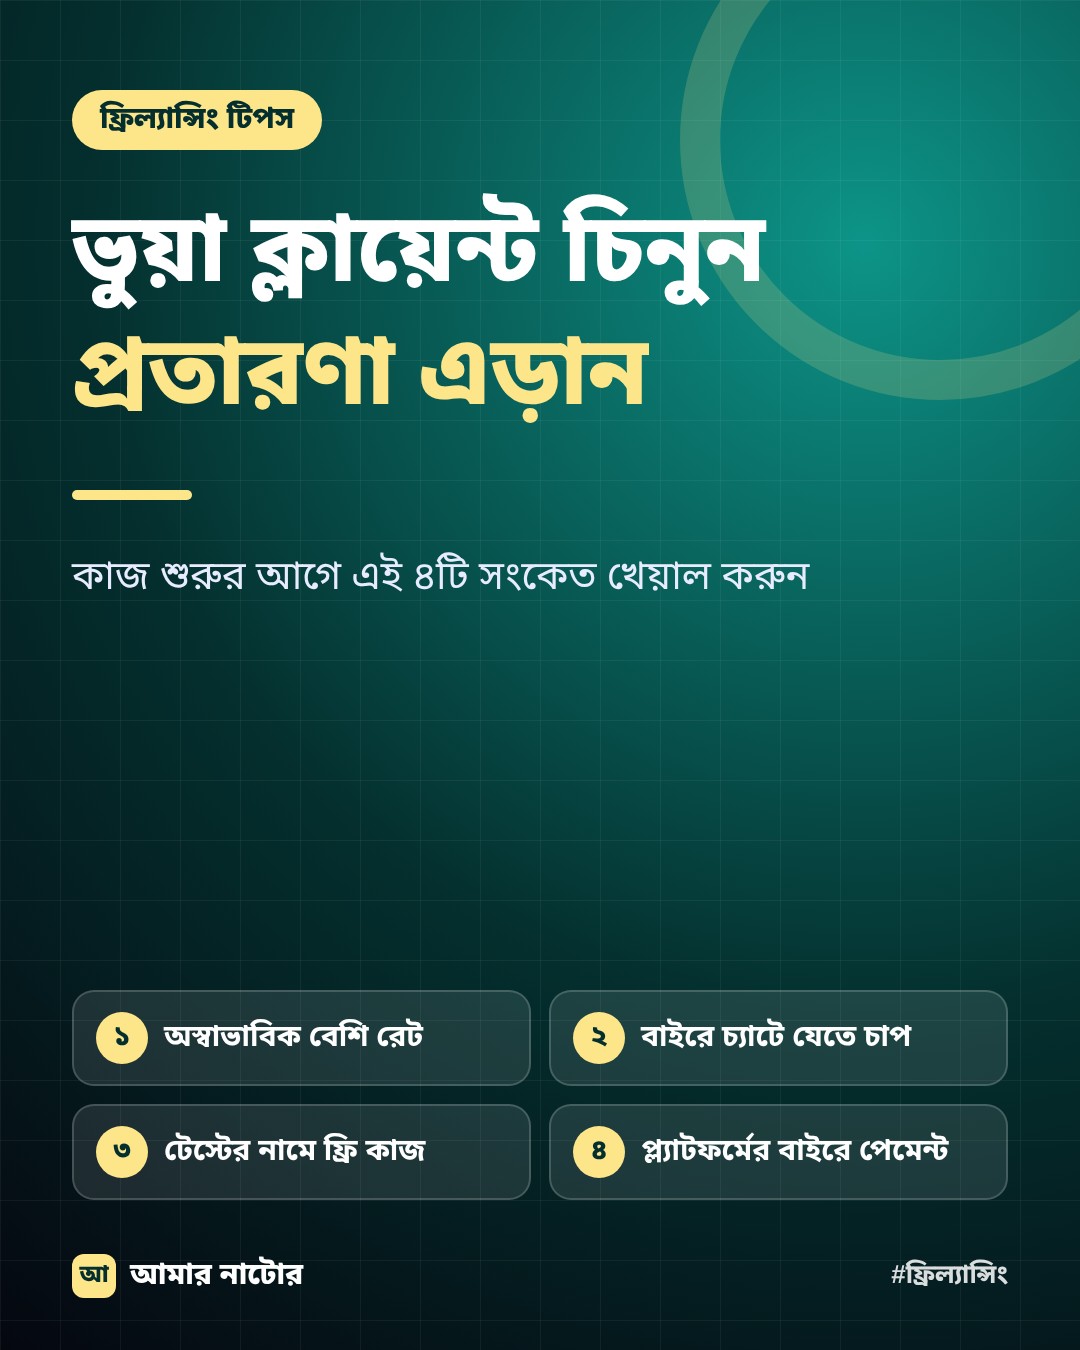 ফ্রিল্যান্সিং টিপস
ভুয়া ক্লায়েন্ট চিনুন
প্রতারণা এড়ান
কাজ শুরুর আগে এই ৪টি সংকেত খেয়াল করুন
১ অস্বাভাবিক বেশি রেট
২ বাইরে চ্যাটে যেতে চাপ
৩ টেস্টের নামে ফ্রি কাজ
৪ প্ল্যাটফর্মের বাইরে পেমেন্ট
আ আমার নাটোর
#ফ্রিল্যান্সিং